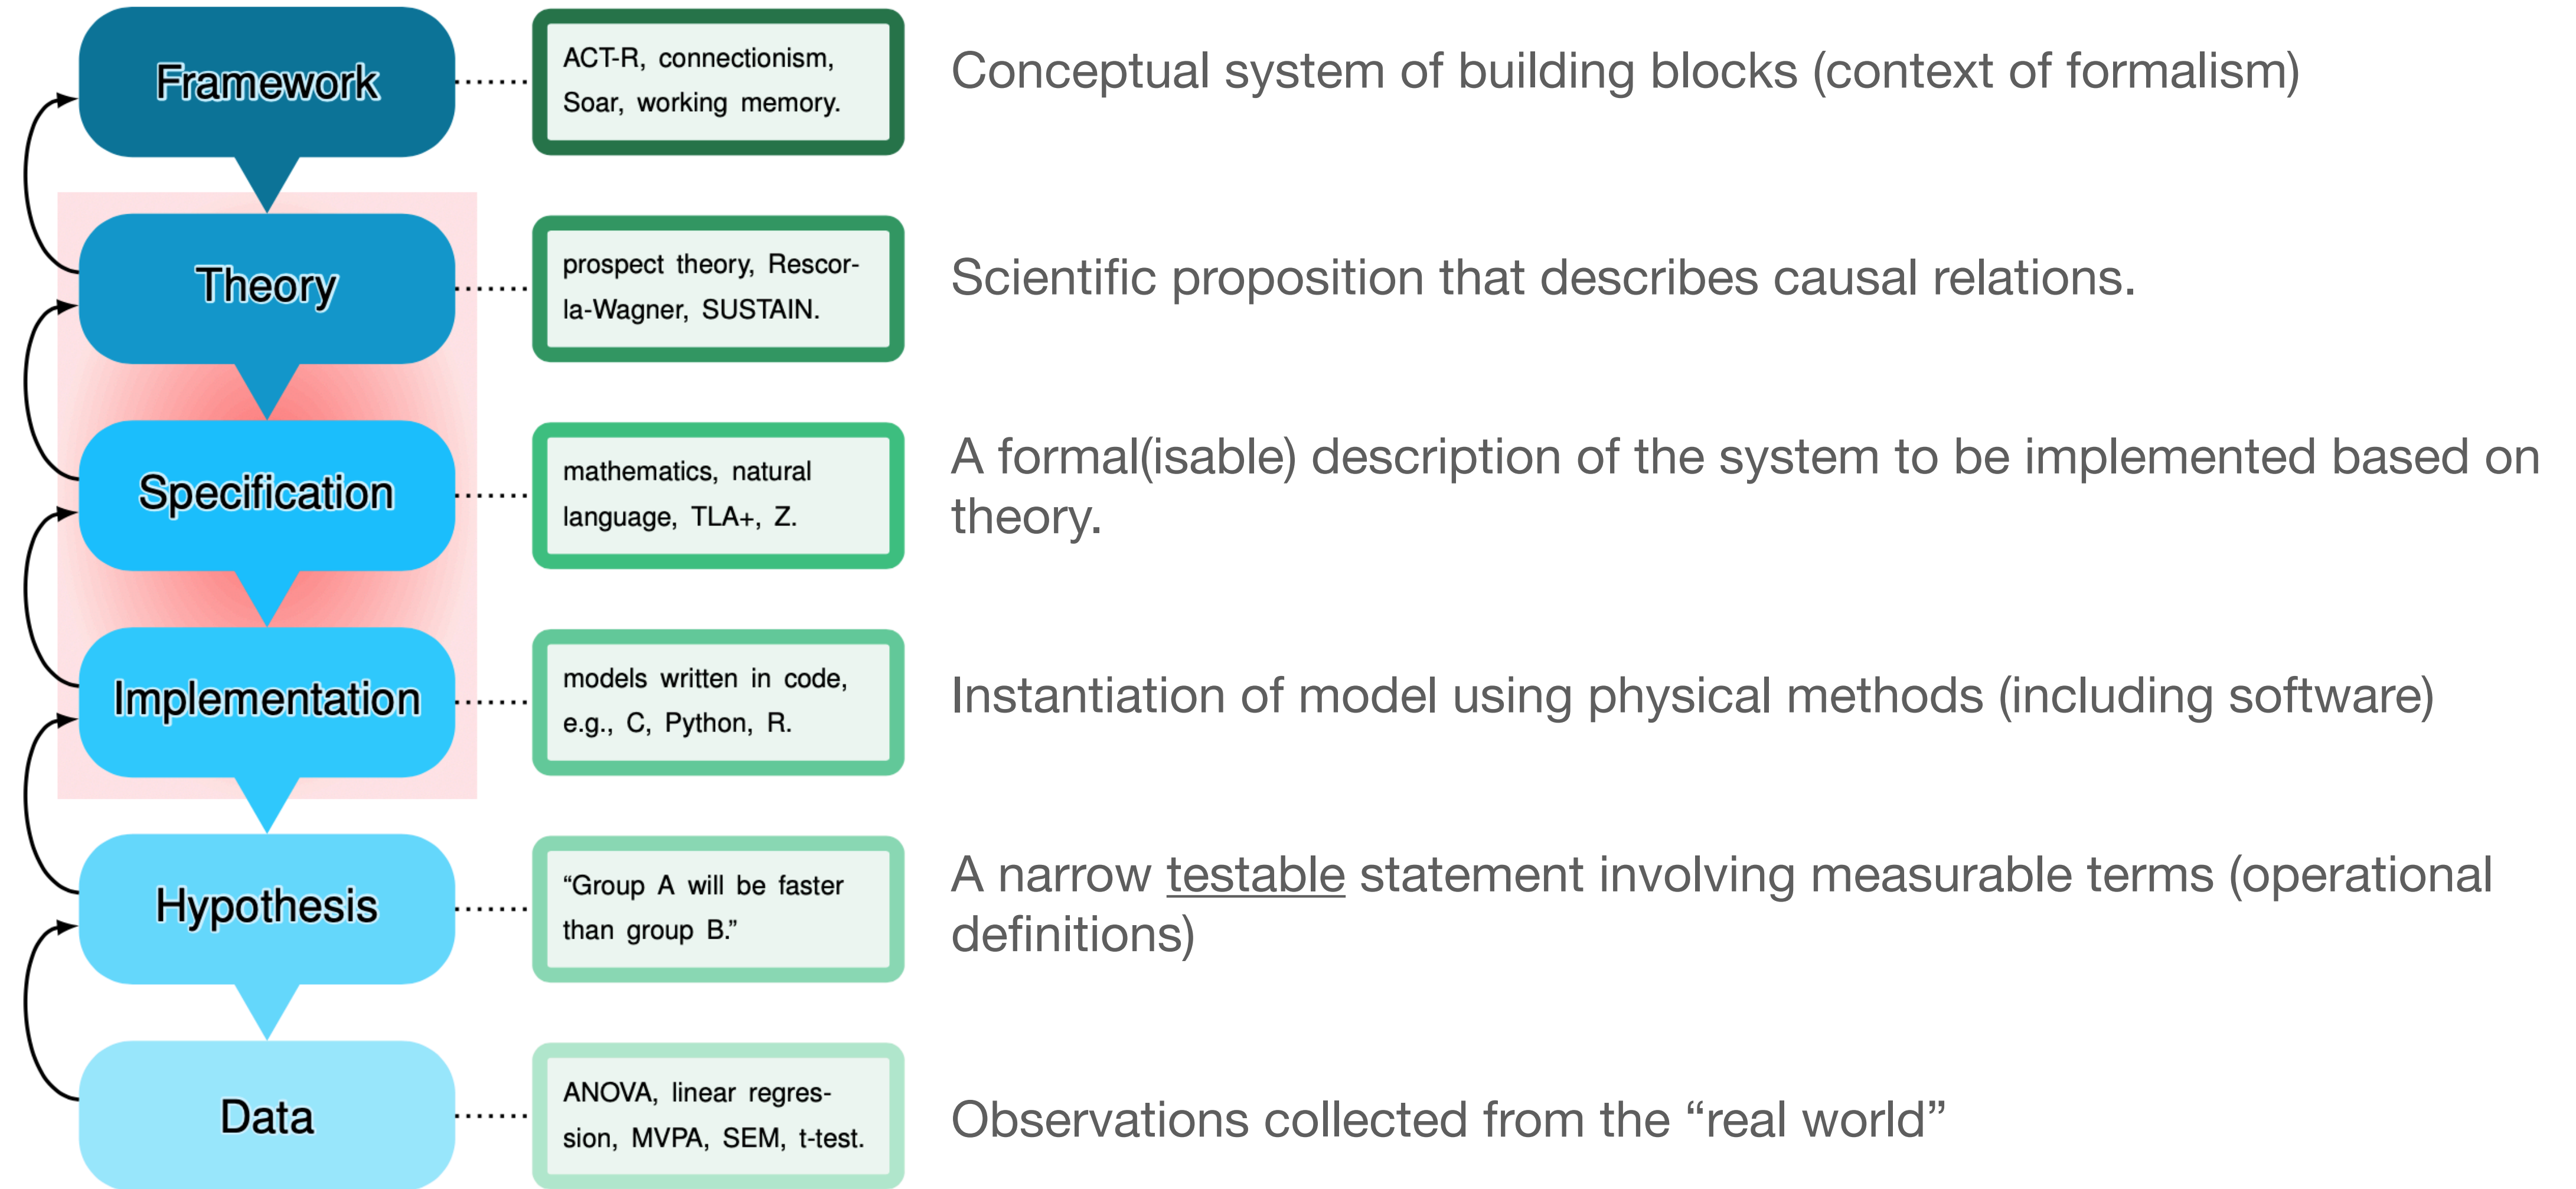 Framework
ACT-R, connectionism,
Soar, working memory.
Conceptual system of building blocks (context of formalism)
Theory
prospect theory, Rescor-
la-Wagner, SUSTAIN.
Scientific proposition that describes causal relations.
Specification
mathematics, natural
language, TLA+, Z.
A formal(isable) description of the system to be implemented based on
theory.
Implementation
models written in code,
e.g., C, Python, R.
Instantiation of model using physical methods (including software)
Hypothesis
“Group A will be faster
than group B.”
A narrow testable statement involving measurable terms (operational
definitions)
Data
ANOVA, linear regres-
sion, MVPA, SEM, t-test.
Observations collected from the “real world”